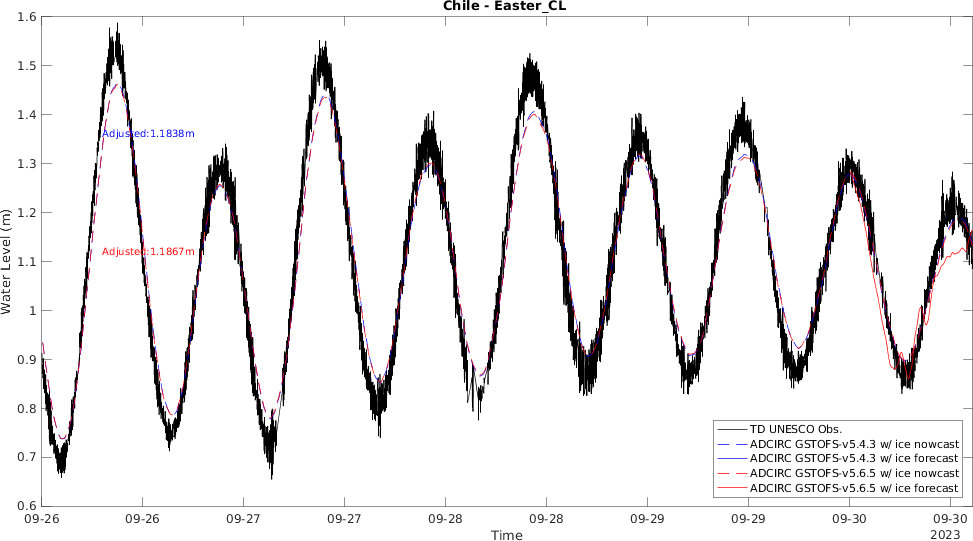 Chile - Easter_CL
1.6
1.5
1.4
1.3
1.2
1.1
1
0.9
0.8
0.7
0.6
Water Level (m)
Adjusted:1.1838m
Adjusted:1.1867m
TD UNESCO Obs.
ADCIRC GSTOFS-v5.4.3 w/ ice nowcast
ADCIRC GSTOFS-v5.4.3 w/ ice forecast
ADCIRC GSTOFS-v5.6.5 w/ ice nowcast
ADCIRC GSTOFS-v5.6.5 w/ ice forecast
09-26 09-26 09-27 09-27 09-28 09-28 09-29 09-29 09-30 09-30
2023
Time